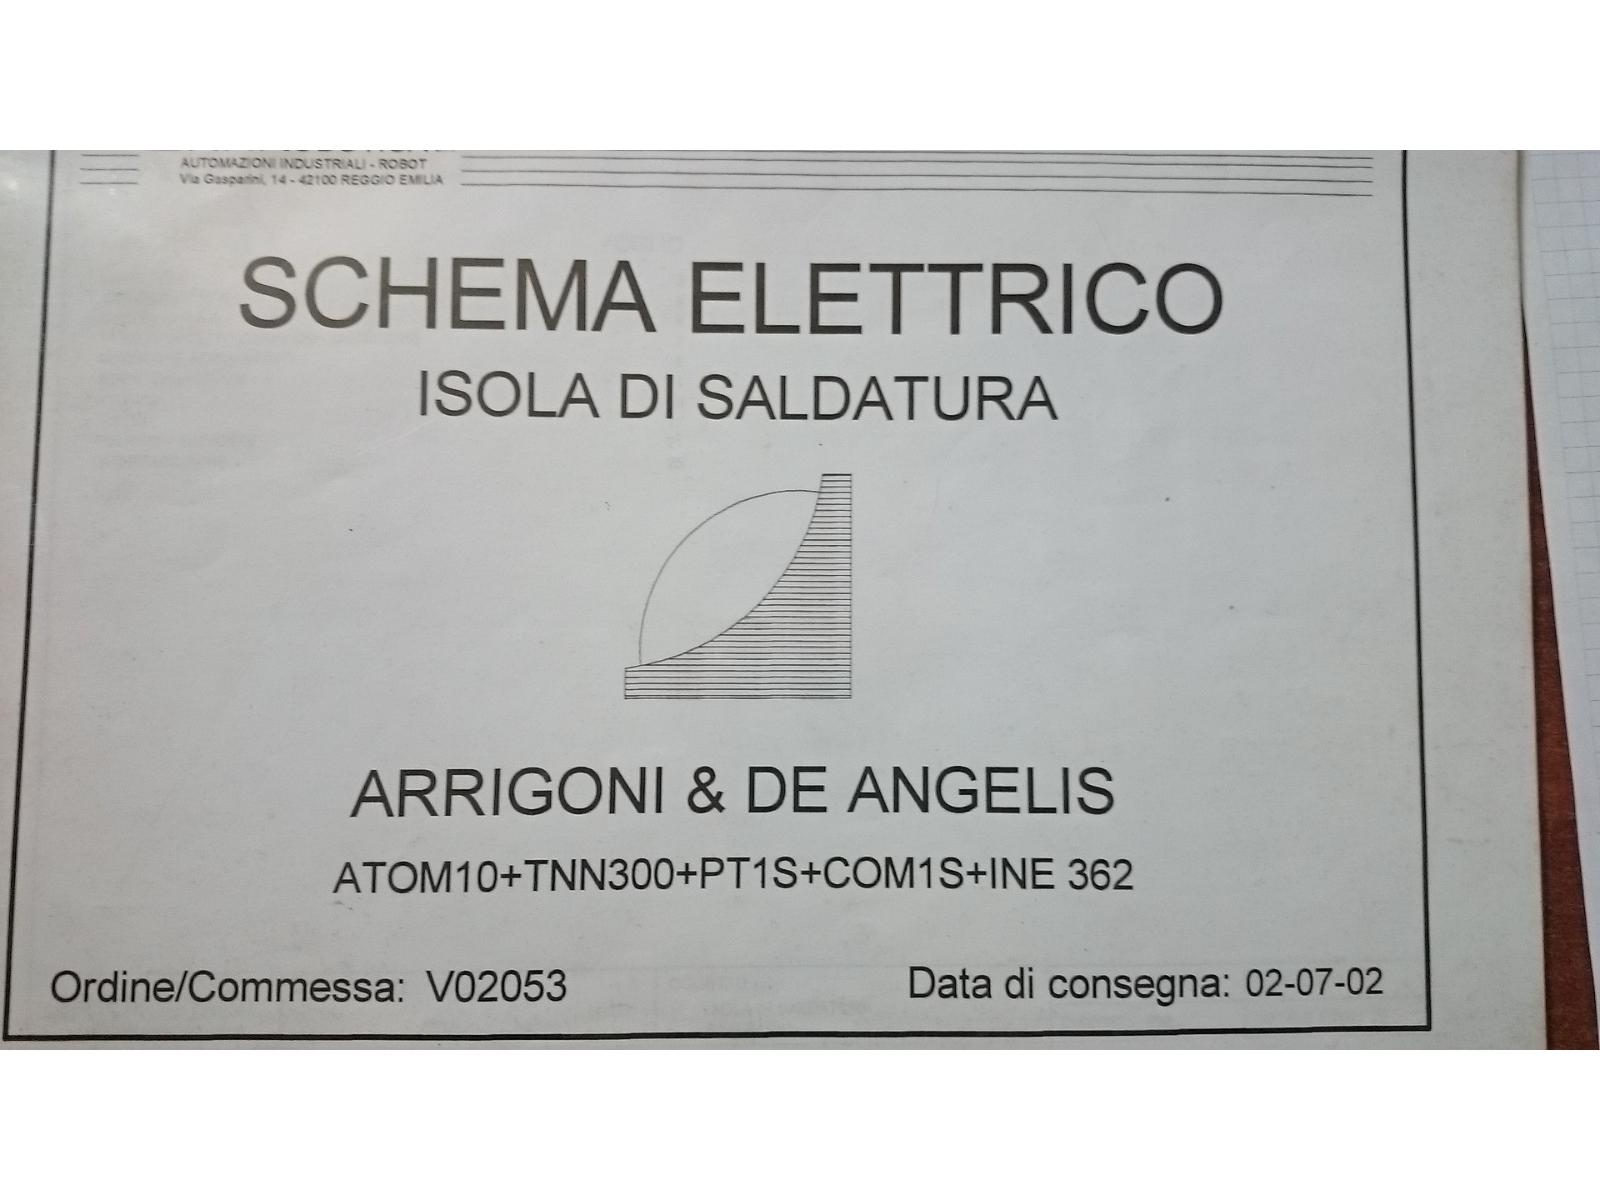 AUTOMAZIONI INDUSTRIALI - ROBOT
Via Gasparini, 14 - 42100 REGGIO EMILIA
SCHEMA ELETTRICO
ISOLA DI SALDATURA
ARRIGONI & DE ANGELIS
ATOM10+TNN300+PT1S+COM1S+INE 362
Ordine/Commessa: V02053
Data di consegna: 02-07-02